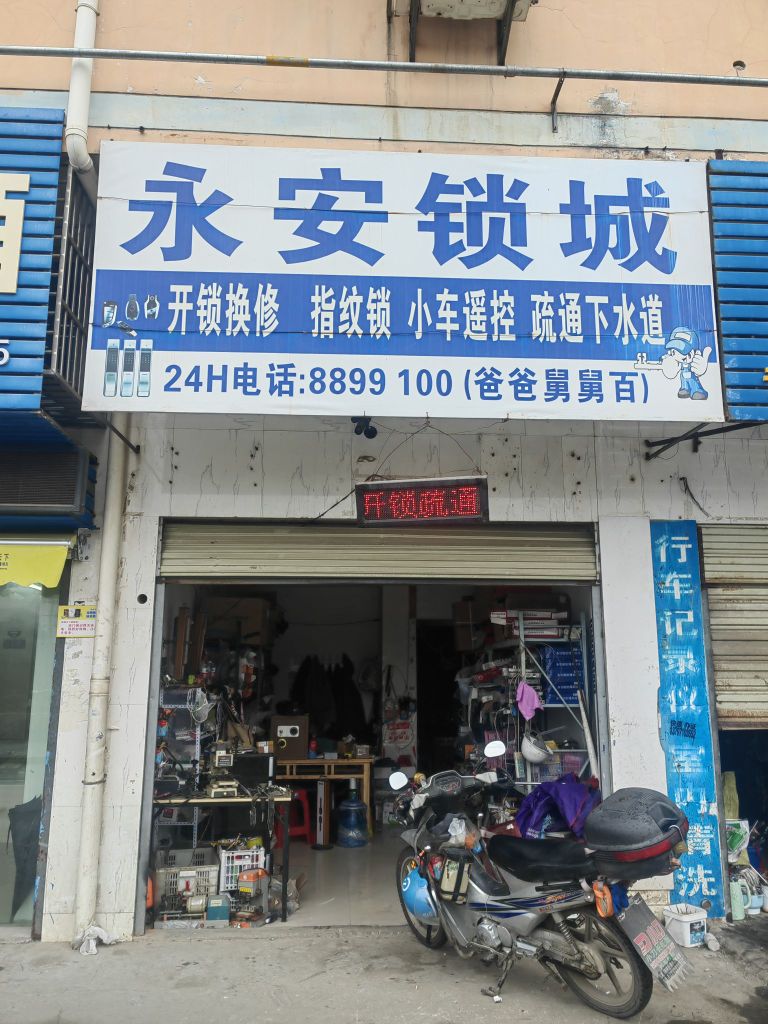 永安锁城
开锁换修 指纹锁 小车遥控 疏通下水道
24H电话:8899 100 (爸爸舅舅百)
开锁疏通
行车记录仪
清洗